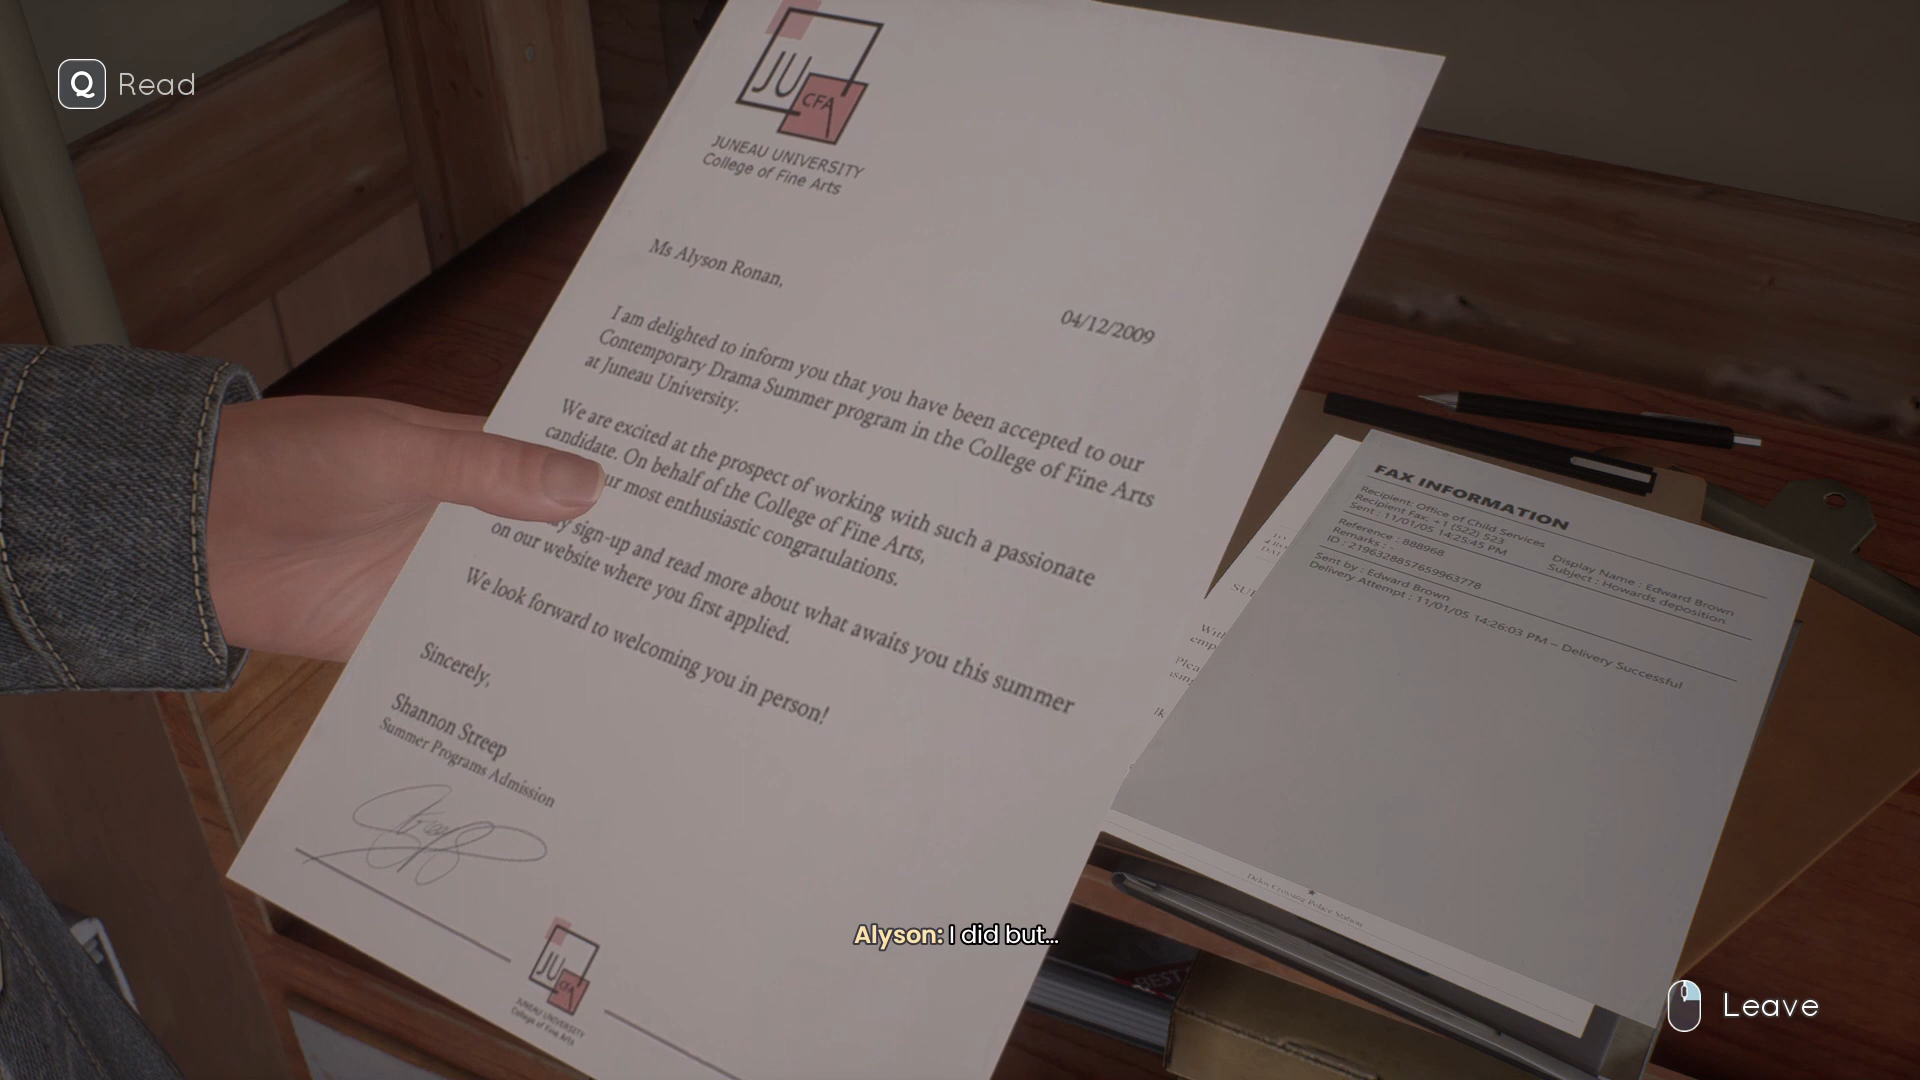 Q Read
JU
CFA
JUNEAU UNIVERSITY
College of Fine Arts
Ms Alyson Ronan,
04/12/2009
I am delighted to inform you that you have been accepted to our
Contemporary Drama Summer program in the College of Fine Arts
at Juneau University.
We are excited at the prospect of working with such a passionate
candidate. On behalf of the College of Fine Arts,
ur most enthusiastic congratulations.
y sign-up and read more about what awaits you this summer
on our website where you first applied.
We look forward to welcoming you in person!
Sincerely,
Shannon Streep
Summer Programs Admission
JU
CFA
JUNEAU UNIVERSITY
College of Fine Arts
FAX INFORMATION
Recipient: Office of Child Services
Recipient Fax: +1 (522) 523
Sent : 11/01/05 14:25:45 PM
Display Name : Edward Brown
Subject : Howards deposition
Reference : 888968
Remarks : -
ID : 2196328857659963778
Sent by : Edward Brown
Delivery Attempt : 11/01/05 14:26:03 PM – Delivery Successful
Delos Crossing Police Station
BEST
Alyson: I did but...
Leave